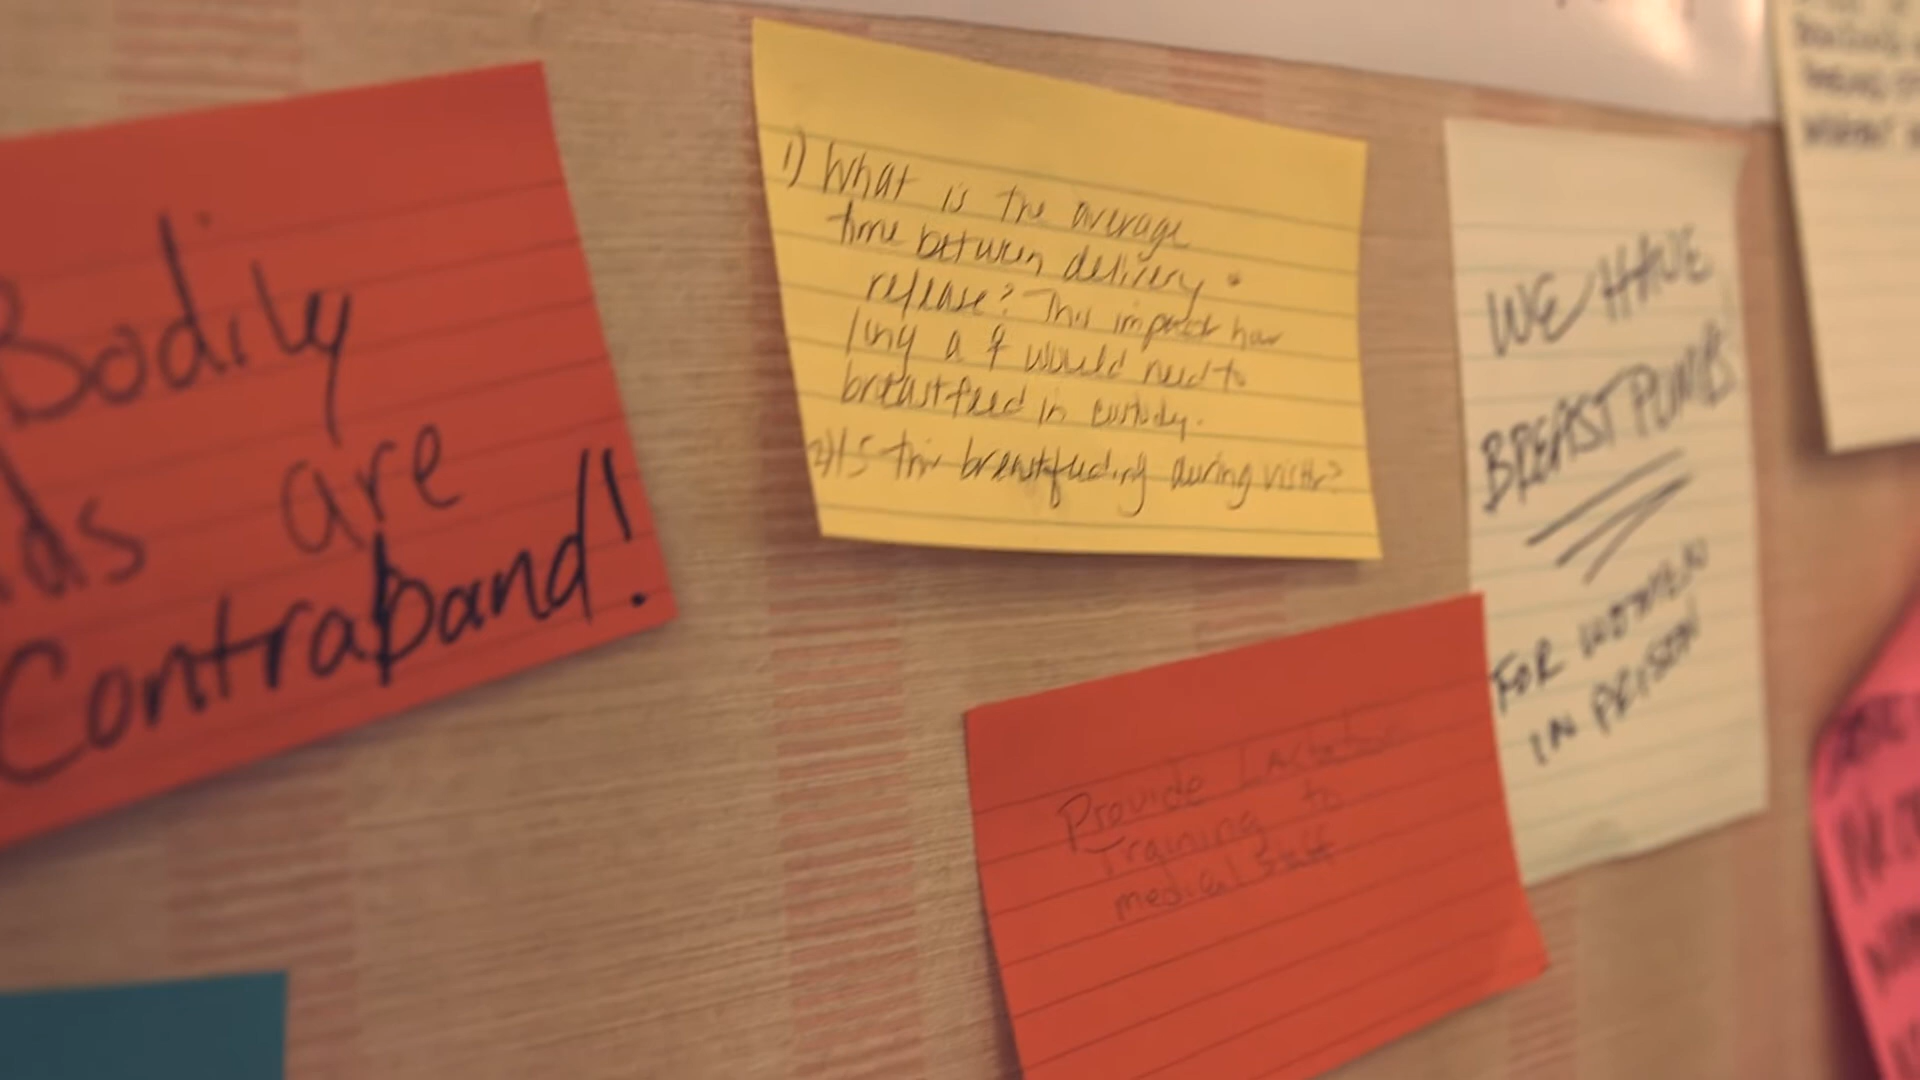 Bodily
are
Contraband!!
1) What is the average
time between delivery &
release? This impacts how
long a ♀ would need to
breastfeed in custody.
2) Is this breastfeeding during visits?
WE HAVE
BREAST PUMPS
FOR WOMEN
IN PRISON
Provide Lactation
Training to
medical staff